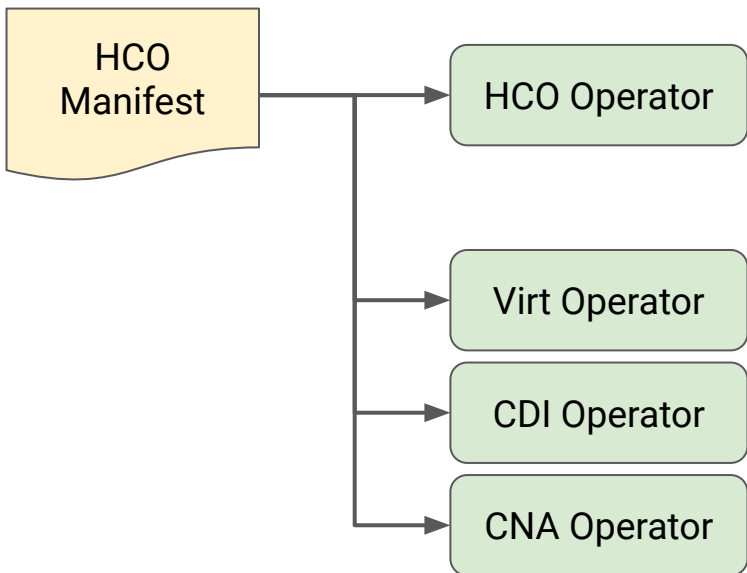 HCO
Manifest
HCO Operator
Virt Operator
CDI Operator
CNA Operator